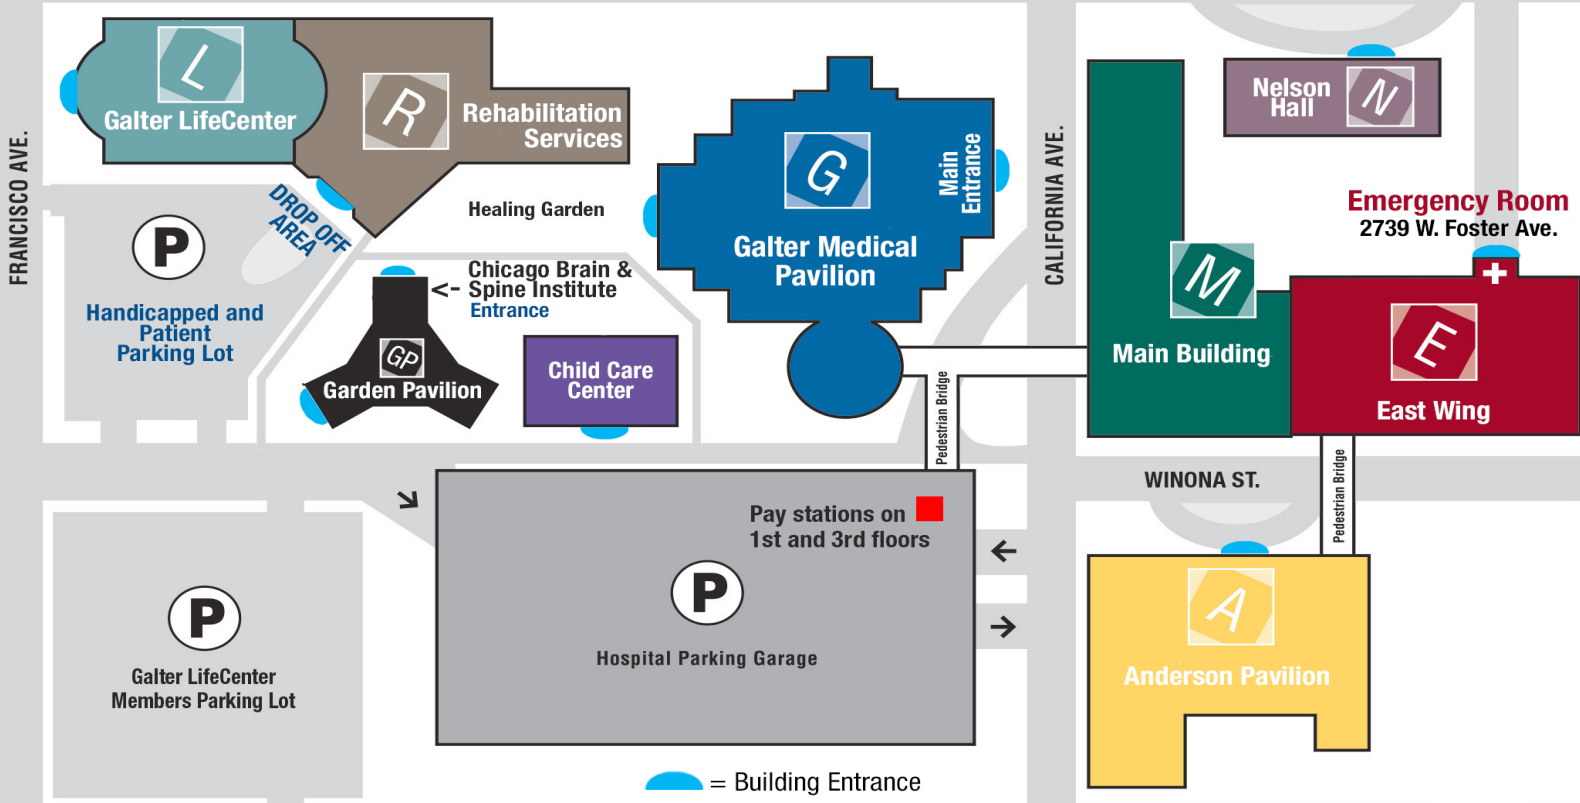 FRANCISCO AVE.
L
Galter LifeCenter
R
Rehabilitation
Services
G
Main
Entrance
Galter Medical
Pavilion
CALIFORNIA AVE.
Nelson
Hall
N
Emergency Room
2739 W. Foster Ave.
DROP OFF
AREA
Healing Garden
P
Handicapped and
Patient
Parking Lot
Chicago Brain &
<- Spine Institute
Entrance
GP
Garden Pavilion
Child Care
Center
M
Main Building
E
East Wing
Pedestrian Bridge
WINONA ST.
Pedestrian Bridge
Pay stations on
1st and 3rd floors
P
Hospital Parking Garage
P
Galter LifeCenter
Members Parking Lot
A
Anderson Pavilion
= Building Entrance